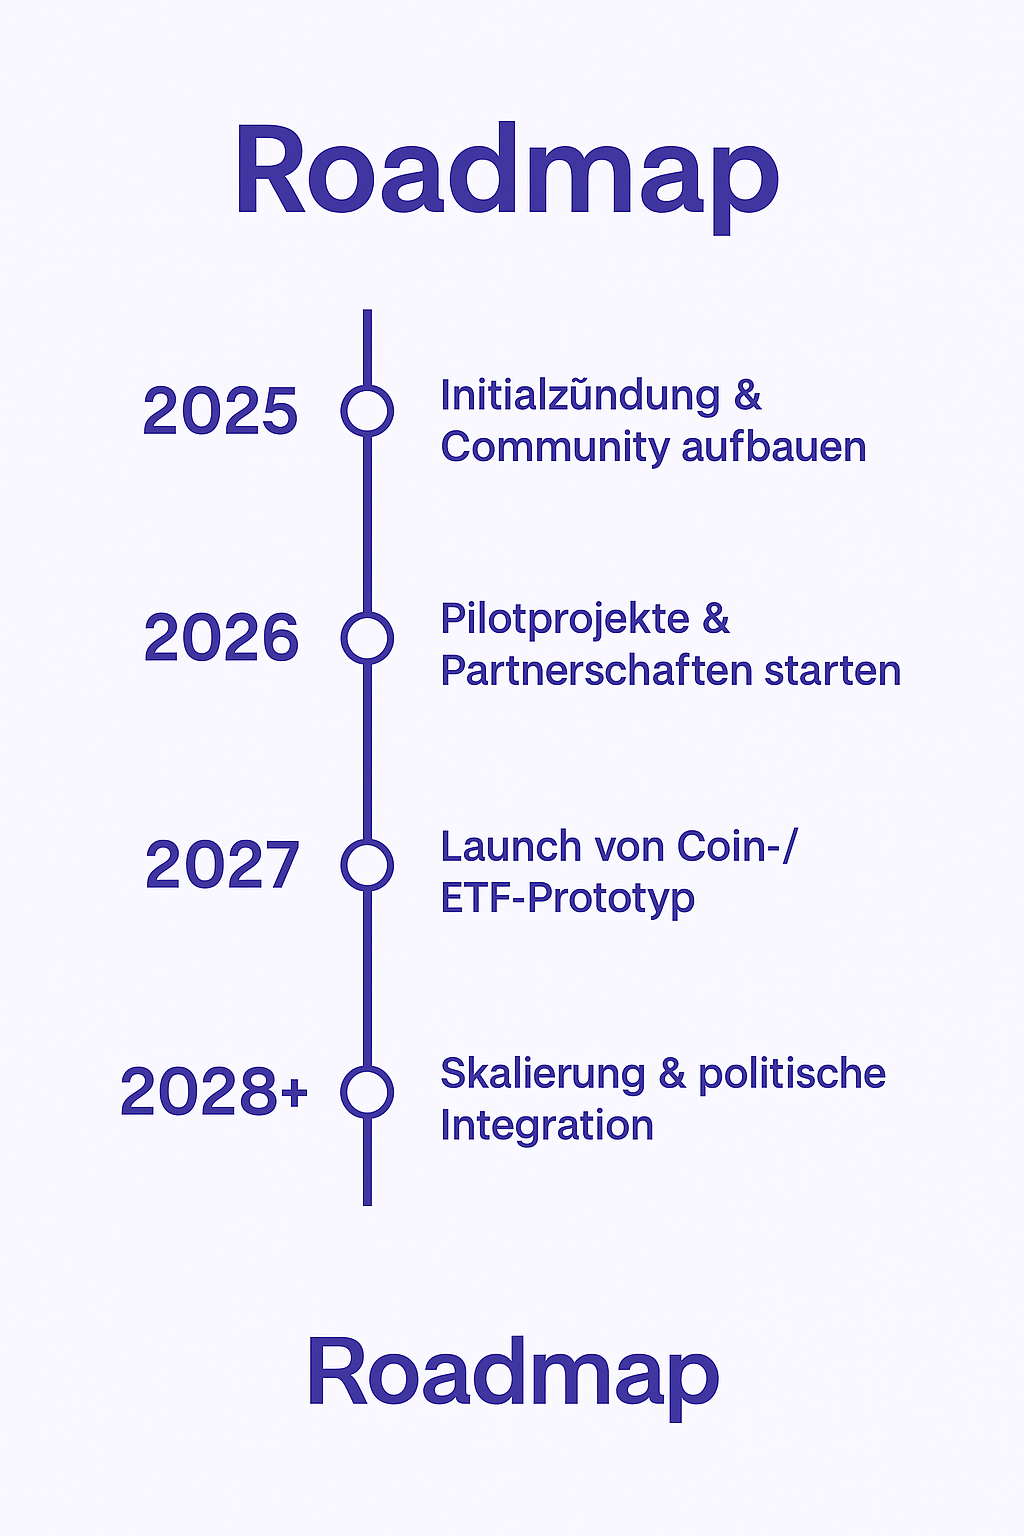 Roadmap
2025
Initialzũndung &
Community aufbauen
2026
Pilotprojekte &
Partnerschaften starten
2027
Launch von Coin-/
ETF-Prototyp
2028+
Skalierung & politische
Integration
Roadmap